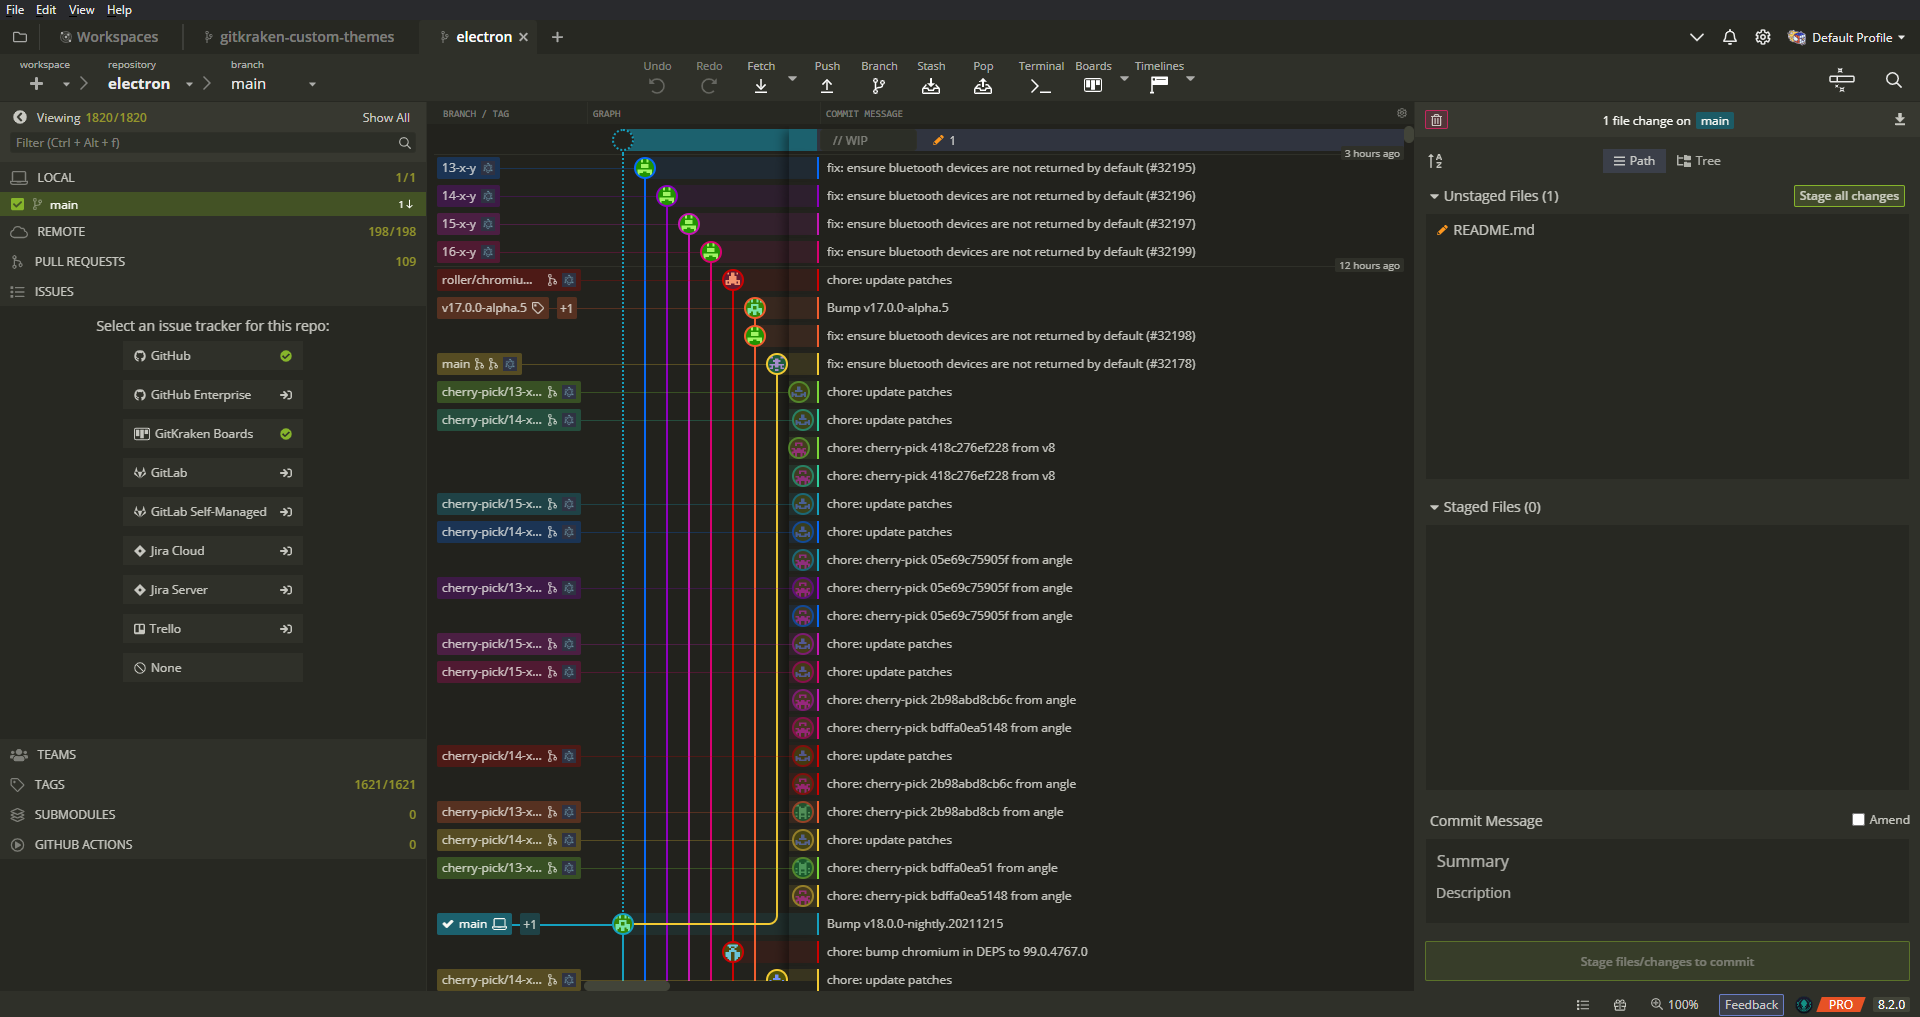 File Edit View Help
Workspaces
gitkraken-custom-themes
electron
Default Profile
workspace
repository
electron
branch
main
Undo Redo Fetch Push Branch Stash Pop Terminal Boards Timelines
Viewing 1820/1820
Show All
Filter (Ctrl + Alt + f)
LOCAL 1/1
main 1↓
REMOTE 198/198
PULL REQUESTS 109
ISSUES
Select an issue tracker for this repo:
GitHub
GitHub Enterprise
GitKraken Boards
GitLab
GitLab Self-Managed
Jira Cloud
Jira Server
Trello
None
TEAMS
TAGS 1621/1621
SUBMODULES 0
GITHUB ACTIONS 0
BRANCH / TAG GRAPH COMMIT MESSAGE
// WIP 1
3 hours ago
13-x-y fix: ensure bluetooth devices are not returned by default (#32195)
14-x-y fix: ensure bluetooth devices are not returned by default (#32196)
15-x-y fix: ensure bluetooth devices are not returned by default (#32197)
16-x-y fix: ensure bluetooth devices are not returned by default (#32199)
12 hours ago
roller/chromiu... chore: update patches
v17.0.0-alpha.5 +1 Bump v17.0.0-alpha.5
fix: ensure bluetooth devices are not returned by default (#32198)
main fix: ensure bluetooth devices are not returned by default (#32178)
cherry-pick/13-x... chore: update patches
cherry-pick/14-x... chore: update patches
chore: cherry-pick 418c276ef228 from v8
chore: cherry-pick 418c276ef228 from v8
cherry-pick/15-x... chore: update patches
cherry-pick/14-x... chore: update patches
chore: cherry-pick 05e69c75905f from angle
cherry-pick/13-x... chore: cherry-pick 05e69c75905f from angle
chore: cherry-pick 05e69c75905f from angle
cherry-pick/15-x... chore: update patches
cherry-pick/15-x... chore: update patches
chore: cherry-pick 2b98abd8cb6c from angle
chore: cherry-pick bdffa0ea5148 from angle
cherry-pick/14-x... chore: update patches
chore: cherry-pick 2b98abd8cb6c from angle
cherry-pick/13-x... chore: cherry-pick 2b98abd8cb from angle
cherry-pick/14-x... chore: update patches
cherry-pick/13-x... chore: cherry-pick bdffa0ea51 from angle
chore: cherry-pick bdffa0ea5148 from angle
main +1 Bump v18.0.0-nightly.20211215
chore: bump chromium in DEPS to 99.0.4767.0
cherry-pick/14-x... chore: update patches
1 file change on main
Path Tree
Unstaged Files (1)
Stage all changes
README.md
Staged Files (0)
Commit Message
Amend
Summary
Description
Stage files/changes to commit
100% Feedback PRO 8.2.0